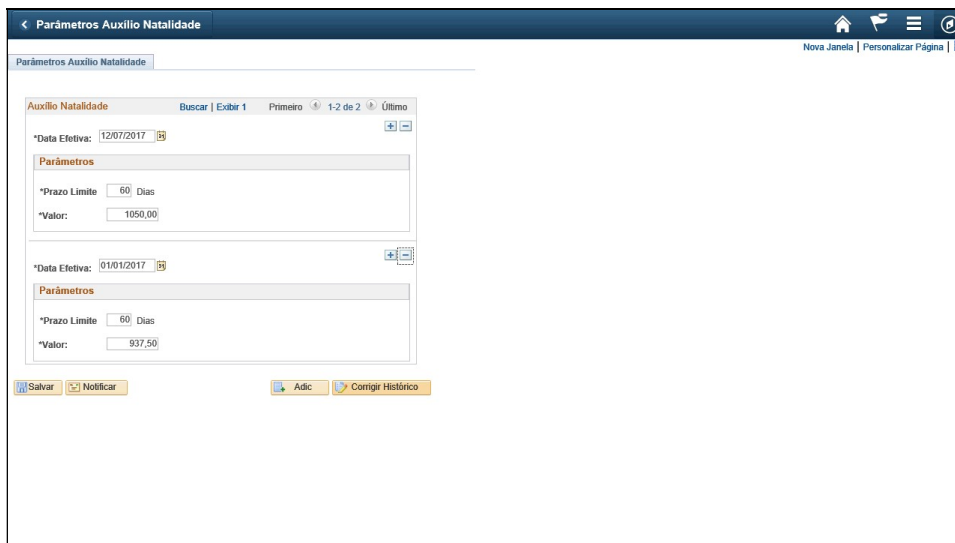 Parâmetros Auxílio Natalidade
Nova Janela | Personalizar Página |
Parâmetros Auxílio Natalidade
Auxílio Natalidade Buscar | Exibir 1 Primeiro 1-2 de 2 Último
*Data Efetiva: 12/07/2017
Parâmetros
*Prazo Limite 60 Dias
*Valor: 1050,00
*Data Efetiva: 01/01/2017
Parâmetros
*Prazo Limite 60 Dias
*Valor: 937,50
Salvar Notificar Adic Corrigir Histórico